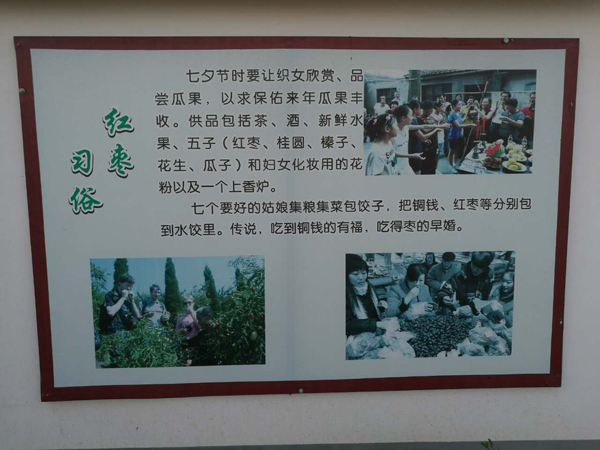 红枣
习俗
七夕节时要让织女欣赏、品
尝瓜果，以求保佑来年瓜果丰
收。供品包括茶、酒、新鲜水
果、五子（红枣、桂圆、榛子、
花生、瓜子）和妇女化妆用的花
粉以及一个上香炉。
七个要好的姑娘集粮集菜包饺子，把铜钱、红枣等分别包
到水饺里。传说，吃到铜钱的有福，吃得枣的早婚。